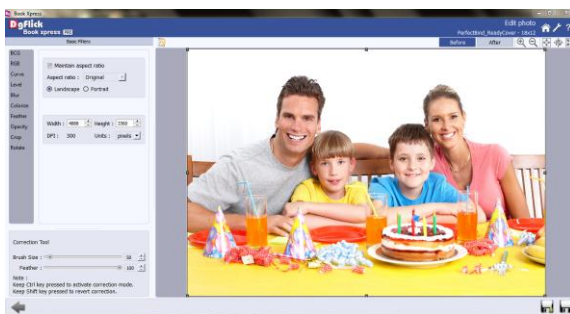 Book Xpress
DgFlick
Book xpress PRO
Edit photo
PerfectBind_ReadyCover - 18x12
Basic Filters
Before
After
BCG
RGB
Curve
Level
Blur
Colorize
Feather
Opacity
Crop
Rotate
Maintain aspect ratio
Aspect ratio : Original
Landscape
Portrait
Width :
Height :
DPI : 300
Units : pixels
Correction Tool
Brush Size :
50
Feather :
100
Note :
Keep Ctrl key pressed to activate correction mode.
Keep Shift key pressed to revert correction.